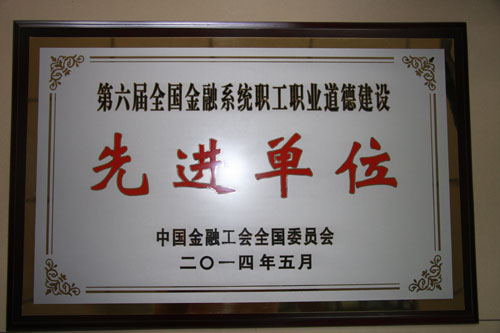 第六届全国金融系统职工职业道德建设
先进单位
中国金融工会全国委员会
二〇一四年五月